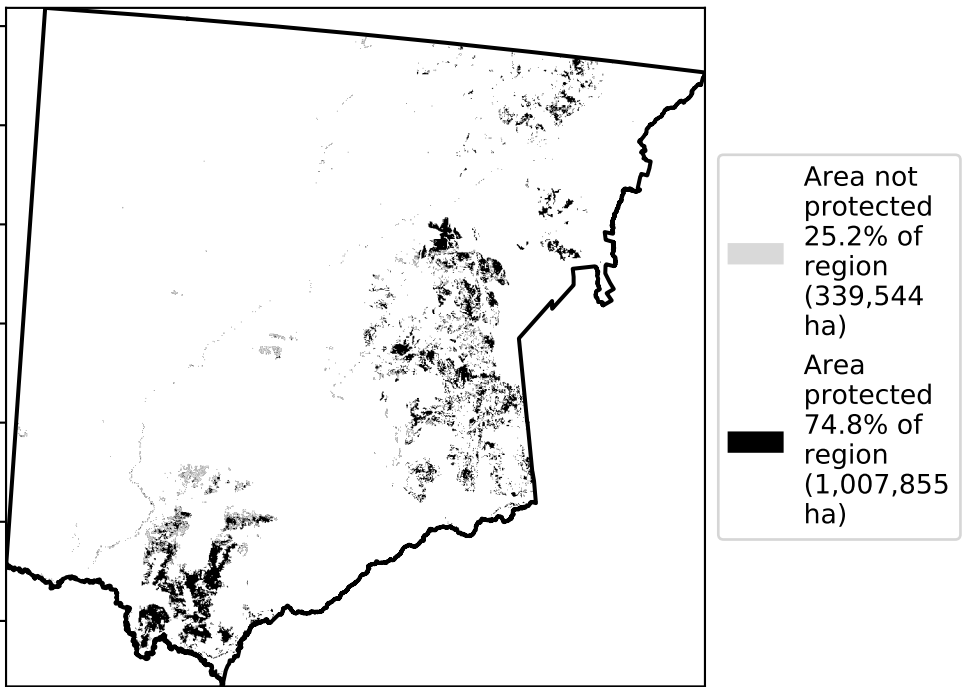 Area not
protected
25.2% of
region
(339,544
ha)
Area
protected
74.8% of
region
(1,007,855
ha)